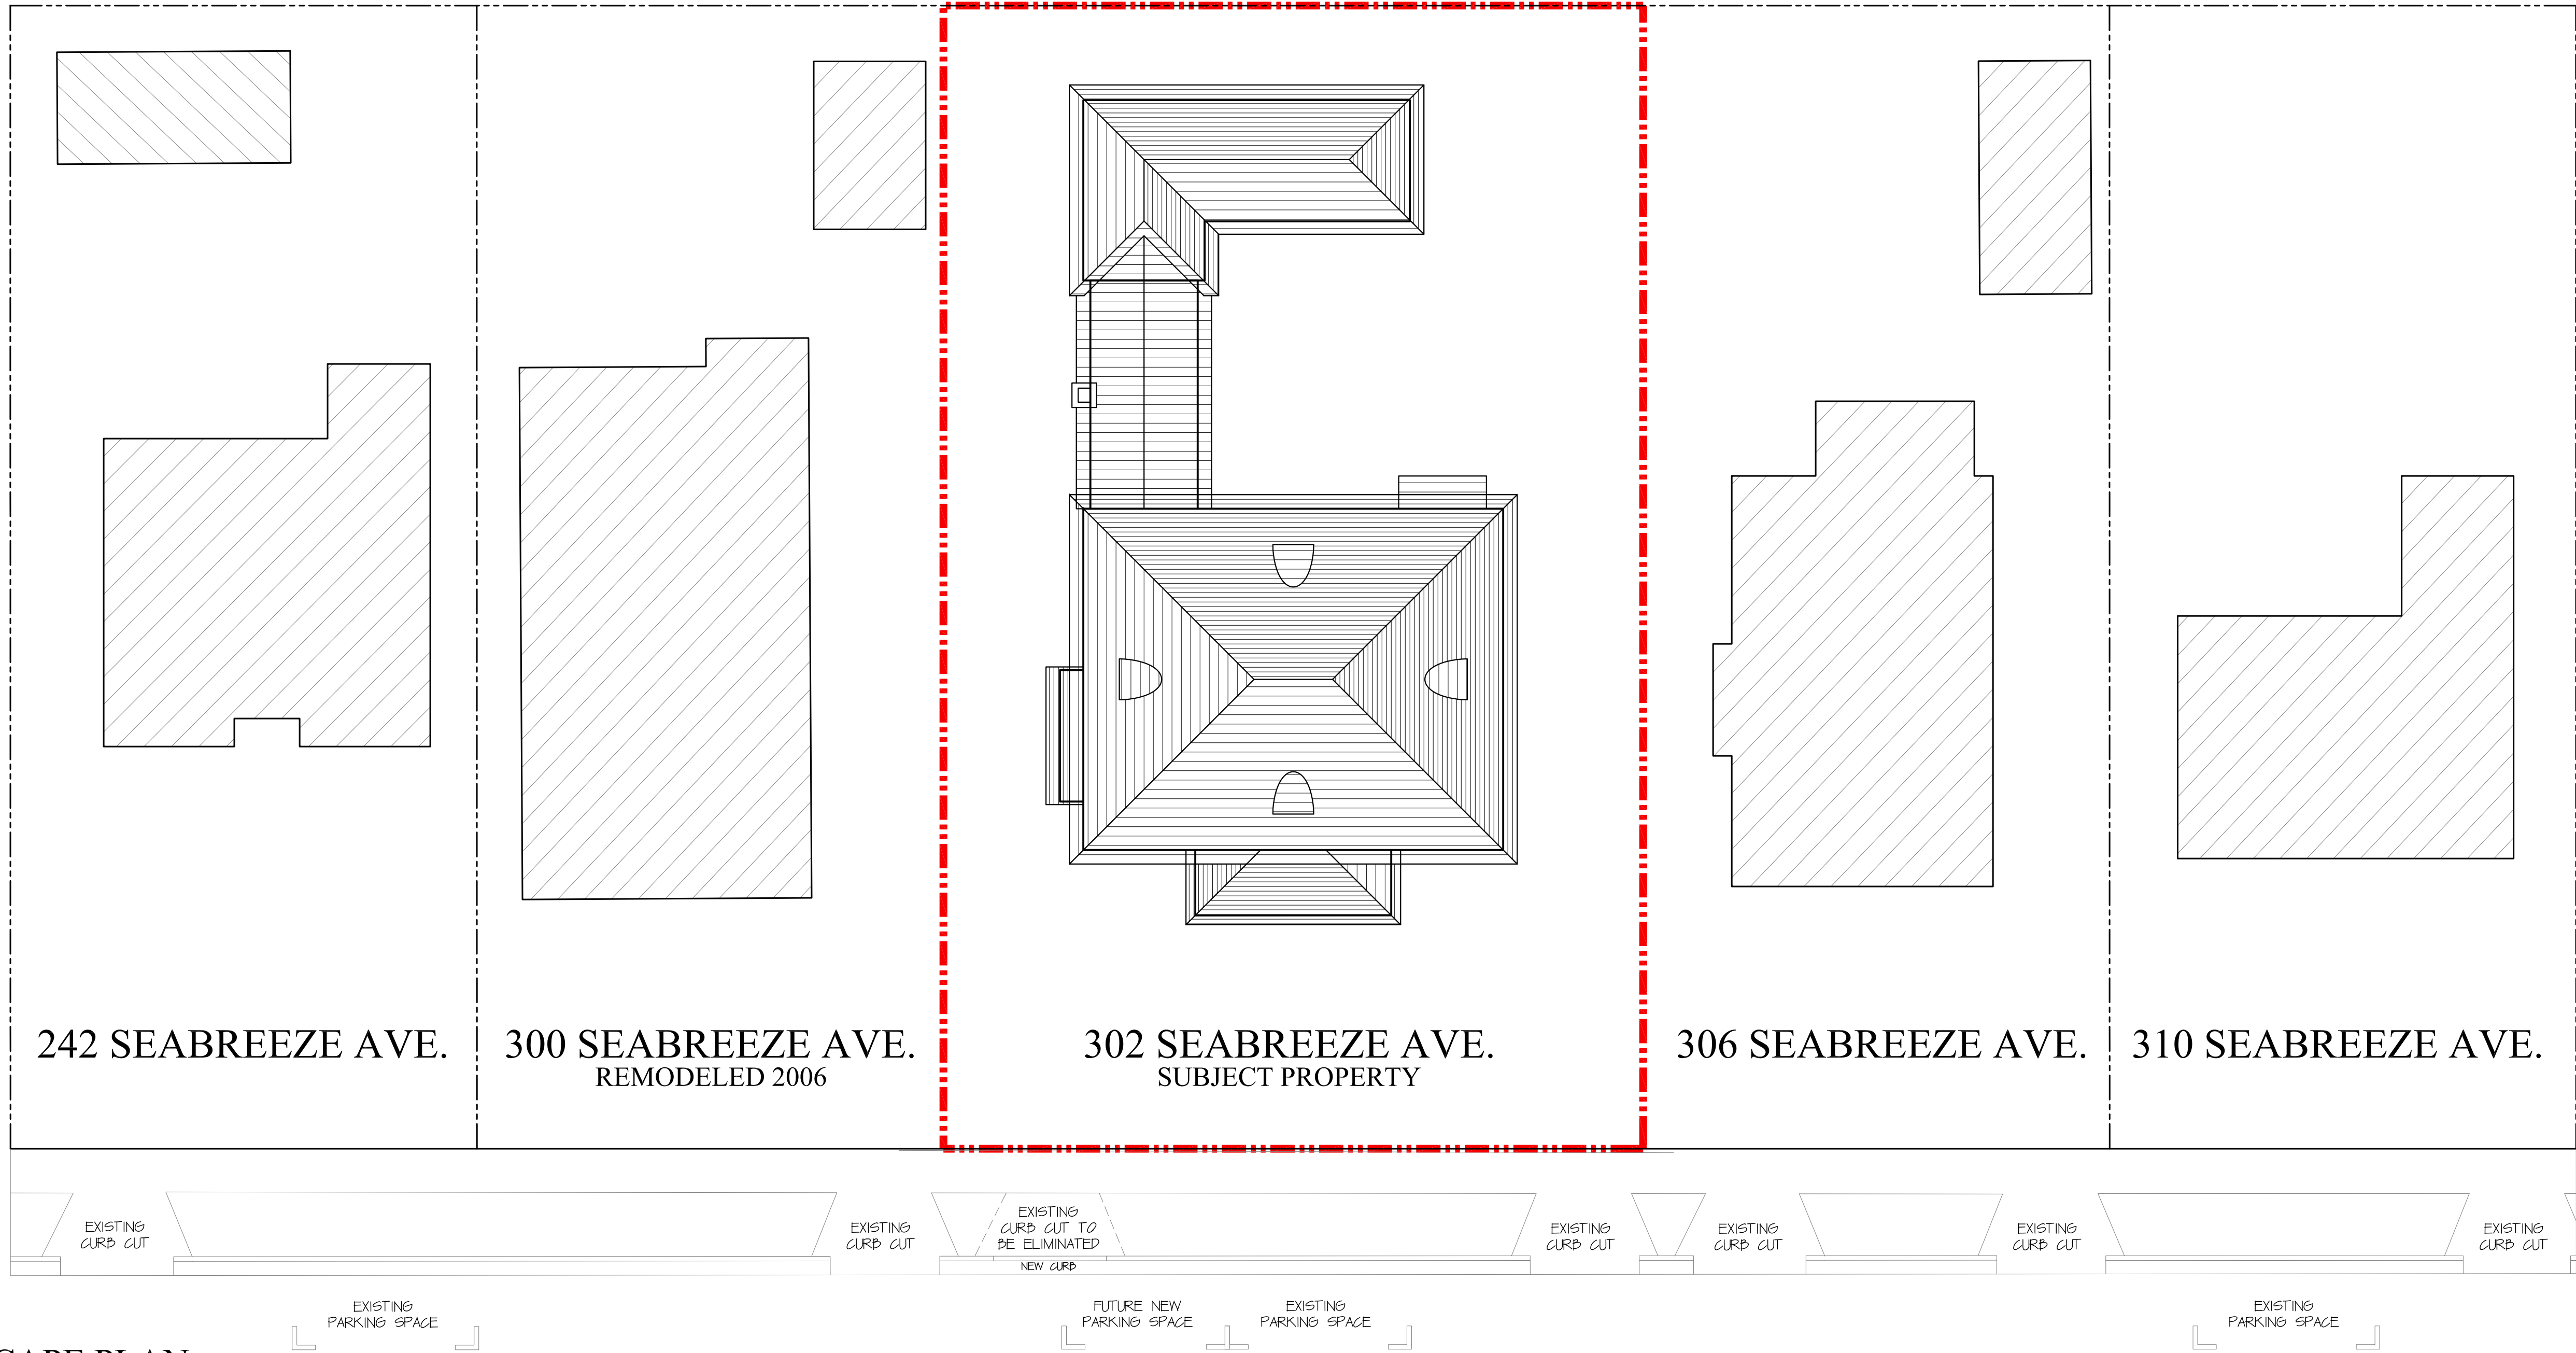 242 SEABREEZE AVE.
300 SEABREEZE AVE.
REMODELED 2006
302 SEABREEZE AVE.
SUBJECT PROPERTY
306 SEABREEZE AVE.
310 SEABREEZE AVE.
EXISTING
CURB CUT
EXISTING
CURB CUT
EXISTING
CURB CUT TO
BE ELIMINATED
NEW CURB
EXISTING
CURB CUT
EXISTING
CURB CUT
EXISTING
CURB CUT
EXISTING
CURB CUT
EXISTING
PARKING SPACE
FUTURE NEW
PARKING SPACE
EXISTING
PARKING SPACE
EXISTING
PARKING SPACE
PLAN